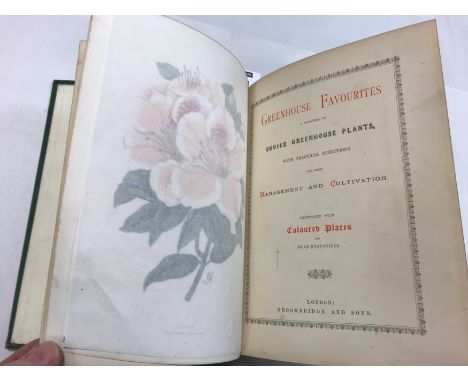 GREENHOUSE FAVOURITES
A DESCRIPTION OF
CHOICE GREENHOUSE PLANTS,
WITH PRACTICAL DIRECTIONS
FOR THEIR
MANAGEMENT AND CULTIVATION
ILLUSTRATED WITH
Coloured Plates
AND
WOOD ENGRAVINGS.
LONDON:
GROOMBRIDGE AND SONS.